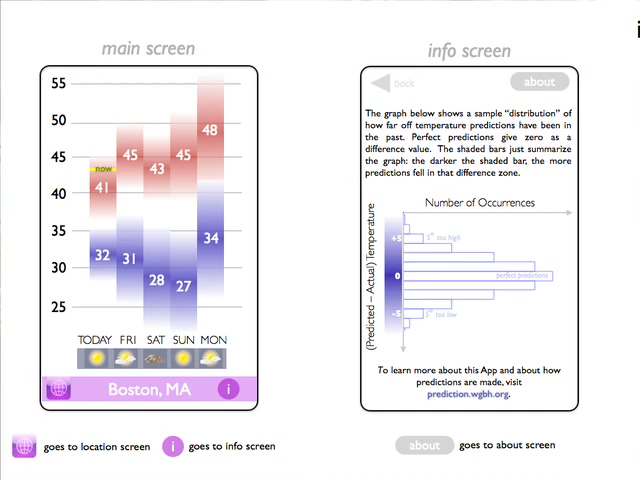 main screen
info screen
55
50
45
40
35
30
25
now
41
45
43
45
48
32
31
28
27
34
TODAY FRI SAT SUN MON
Boston, MA
i
goes to location screen
i
goes to info screen
back
about
The graph below shows a sample “distribution” of
how far off temperature predictions have been in
the past. Perfect predictions give zero as a
difference value. The shaded bars just summarize
the graph: the darker the shaded bar, the more
predictions fell in that difference zone.
Number of Occurrences
(Predicted – Actual) Temperature
+5
5° too high
0
perfect predictions
-5
5° too low
To learn more about this App and about how
predictions are made, visit
prediction.wgbh.org.
about
goes to about screen